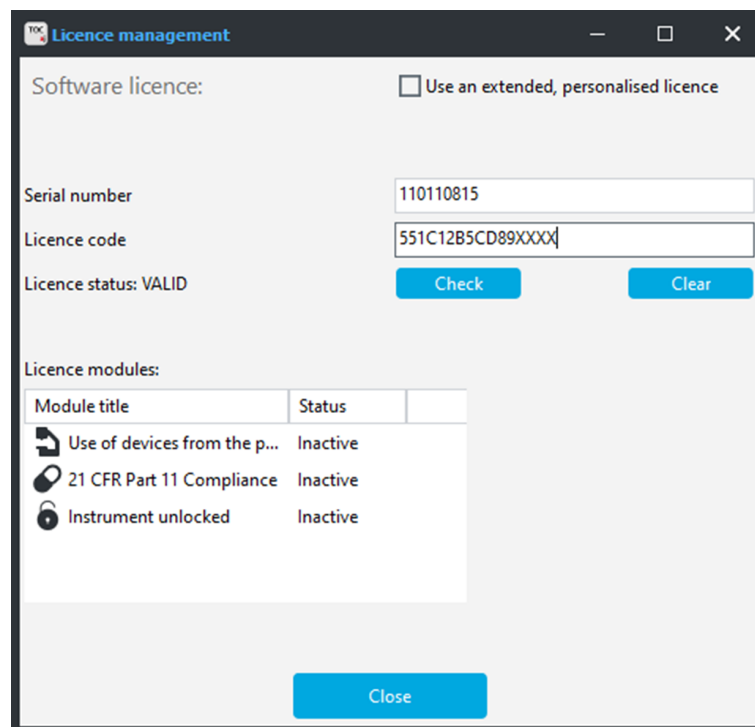 TOC
Licence management
Software licence:
Use an extended, personalised licence
Serial number
110110815
Licence code
551C12B5CD89XXXX
Licence status: VALID
Check
Clear
Licence modules:
Module title
Status
Use of devices from the p...
Inactive
21 CFR Part 11 Compliance
Inactive
Instrument unlocked
Inactive
Close